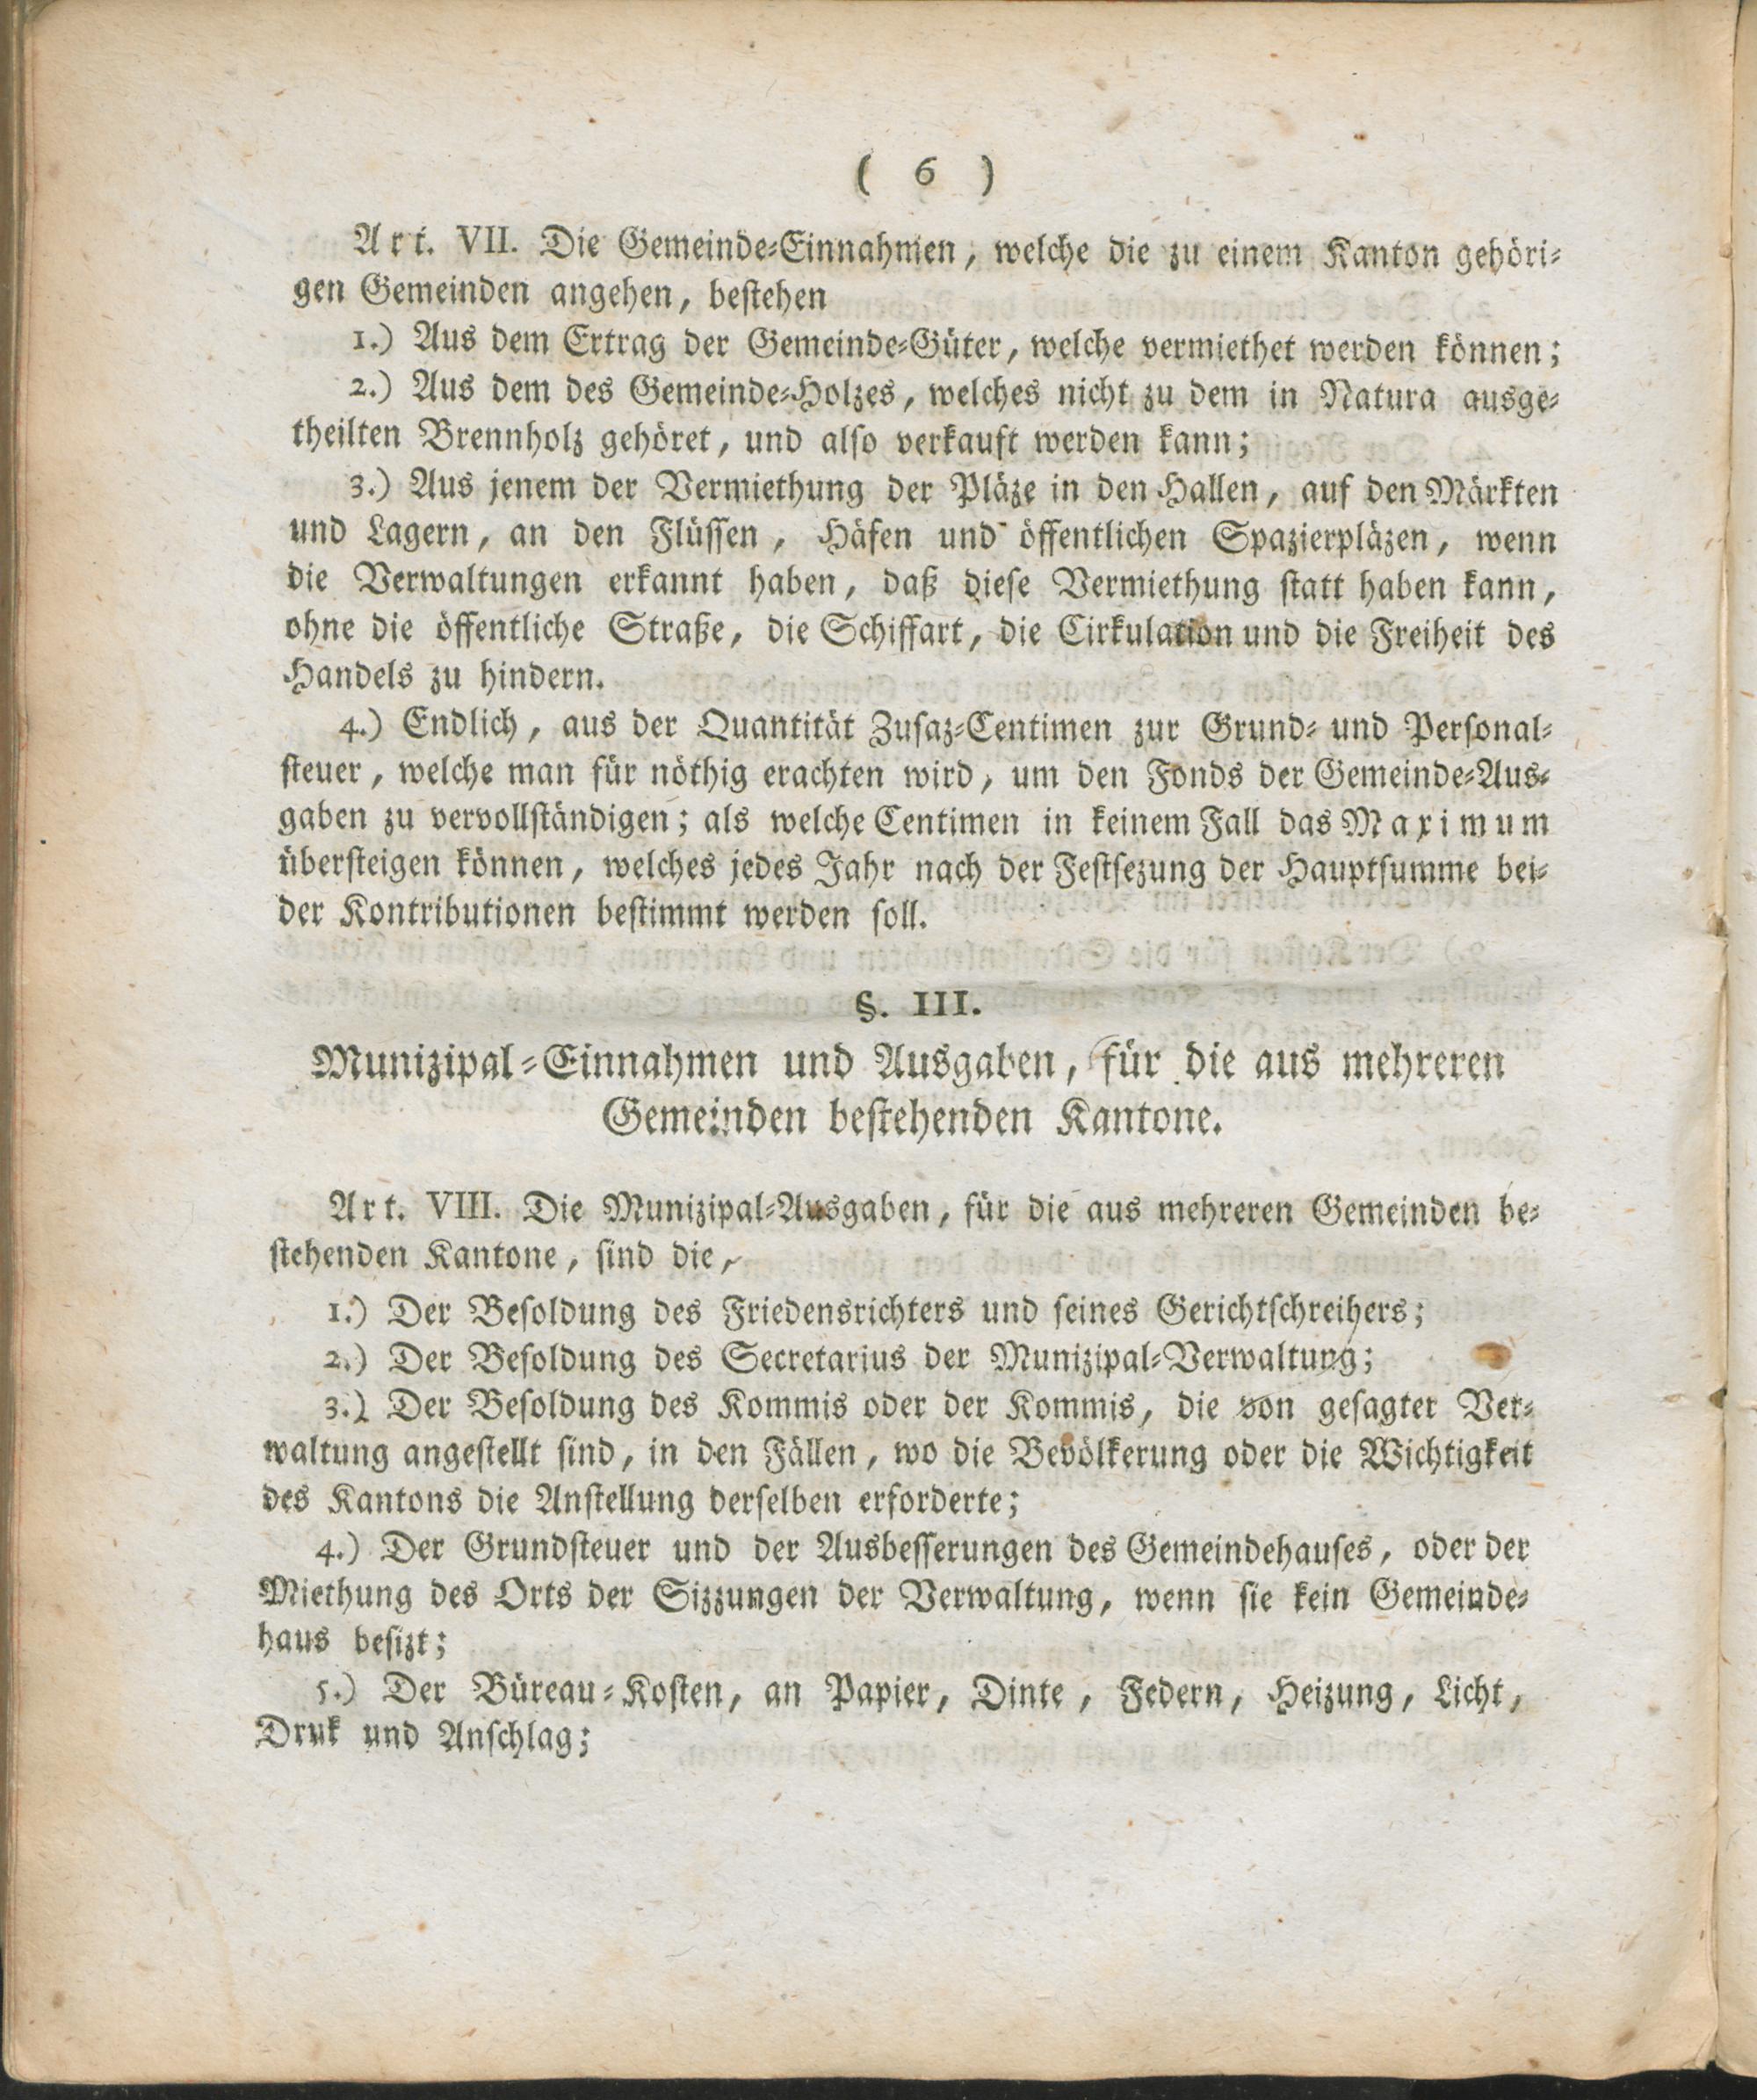 ( 6 )
Art. VII. Die Gemeinde-Einnahmen, welche die zu einem Kanton gehöri-
gen Gemeinden angehen, bestehen
1.) Aus dem Ertrag der Gemeinde-Güter, welche vermiethet werden können;
2.) Aus dem des Gemeinde-Holzes, welches nicht zu dem in Natura ausge-
theilten Brennholz gehöret, und also verkauft werden kann;
3.) Aus jenem der Vermiethung der Pläze in den Hallen, auf den Märkten
und Lagern, an den Flüssen, Häfen und öffentlichen Spazierpläzen, wenn
die Verwaltungen erkannt haben, daß diese Vermiethung statt haben kann,
ohne die öffentliche Straße, die Schiffart, die Cirkulation und die Freiheit des
Handels zu hindern.
4.) Endlich, aus der Quantität Zusaz-Centimen zur Grund- und Personal-
steuer, welche man für nöthig erachten wird, um den Fonds der Gemeinde-Aus-
gaben zu vervollständigen; als welche Centimen in keinem Fall das Maximum
übersteigen können, welches jedes Jahr nach der Festsezung der Hauptsumme bei-
der Kontributionen bestimmt werden soll.
§. III.
Munizipal-Einnahmen und Ausgaben, für die aus mehreren
Gemeinden bestehenden Kantone.
Art. VIII. Die Munizipal-Ausgaben, für die aus mehreren Gemeinden be-
stehenden Kantone, sind die,
1.) Der Besoldung des Friedensrichters und seines Gerichtschreibers;
2.) Der Besoldung des Secretarius der Munizipal-Verwaltung;
3.) Der Besoldung des Kommis oder der Kommis, die von gesagter Ver-
waltung angestellt sind, in den Fällen, wo die Bevölkerung oder die Wichtigkeit
des Kantons die Anstellung derselben erforderte;
4.) Der Grundsteuer und der Ausbesserungen des Gemeindehauses, oder der
Miethung des Orts der Sizzungen der Verwaltung, wenn sie kein Gemeinde-
haus besizt;
5.) Der Büreau-Kosten, an Papier, Dinte, Federn, Heizung, Licht,
Druk und Anschlag;